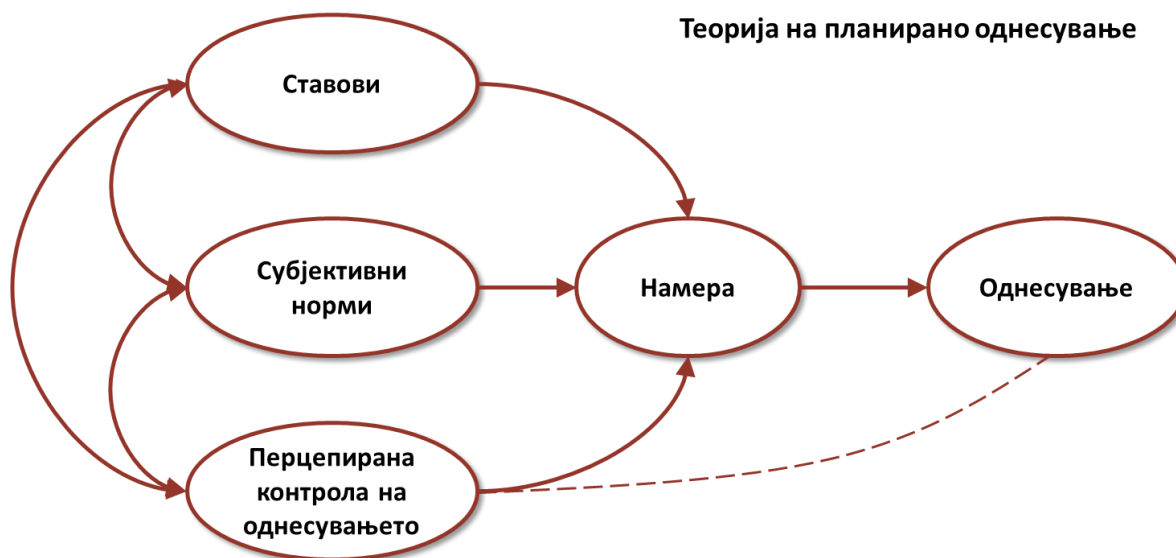 Теорија на планирано однесување
Ставови
Субјективни
норми
Намера
Однесување
Перцепирана
контрола на
однесувањето